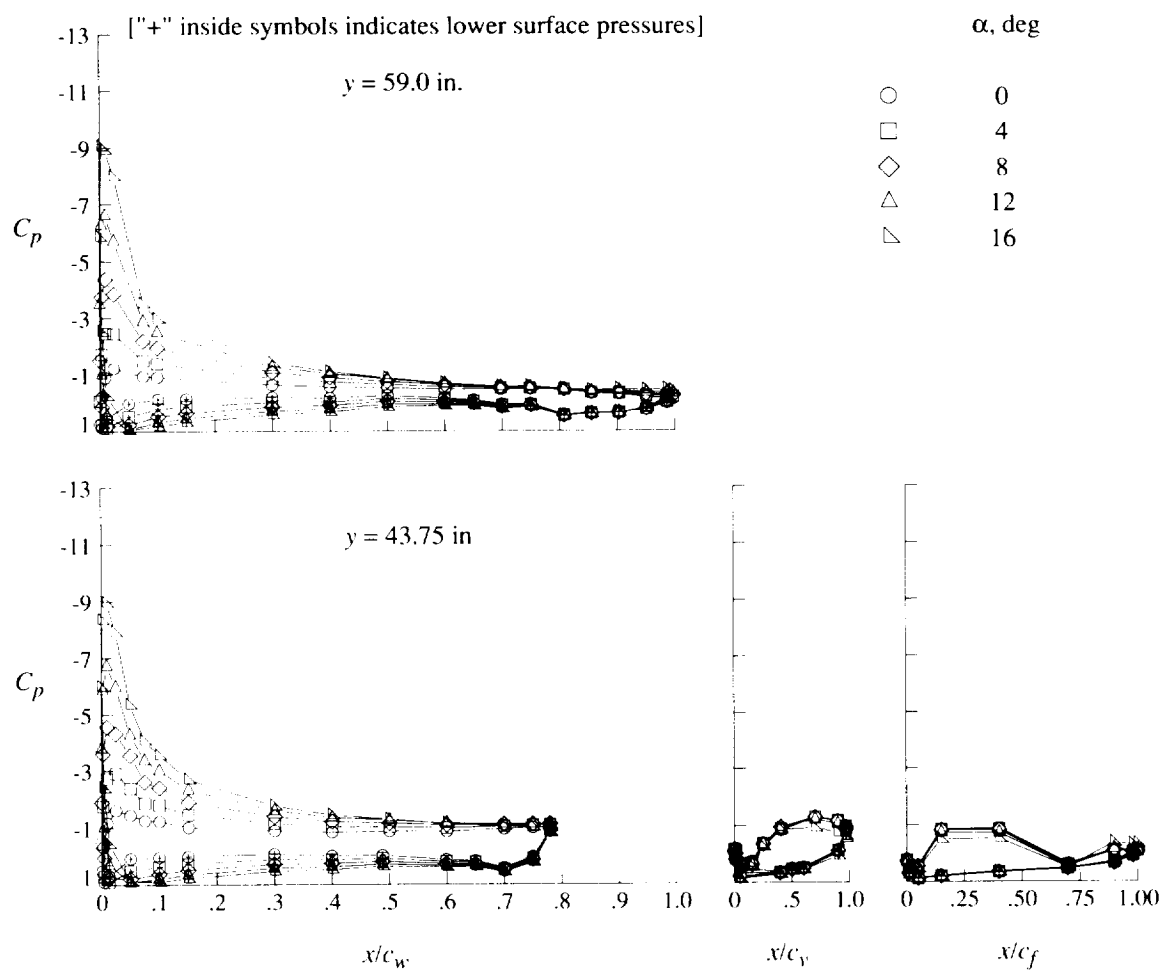 ["+" inside symbols indicates lower surface pressures]
α, deg
y = 59.0 in.
0
4
8
12
16
-13
-11
-9
-7
-5
-3
-1
1
C_p
y = 43.75 in
-13
-11
-9
-7
-5
-3
-1
1
C_p
0 .1 .2 .3 .4 .5 .6 .7 .8 .9 1.0
0 .5 1.0
0 .25 .50 .75 1.00
x/c_w
x/c_v
x/c_f